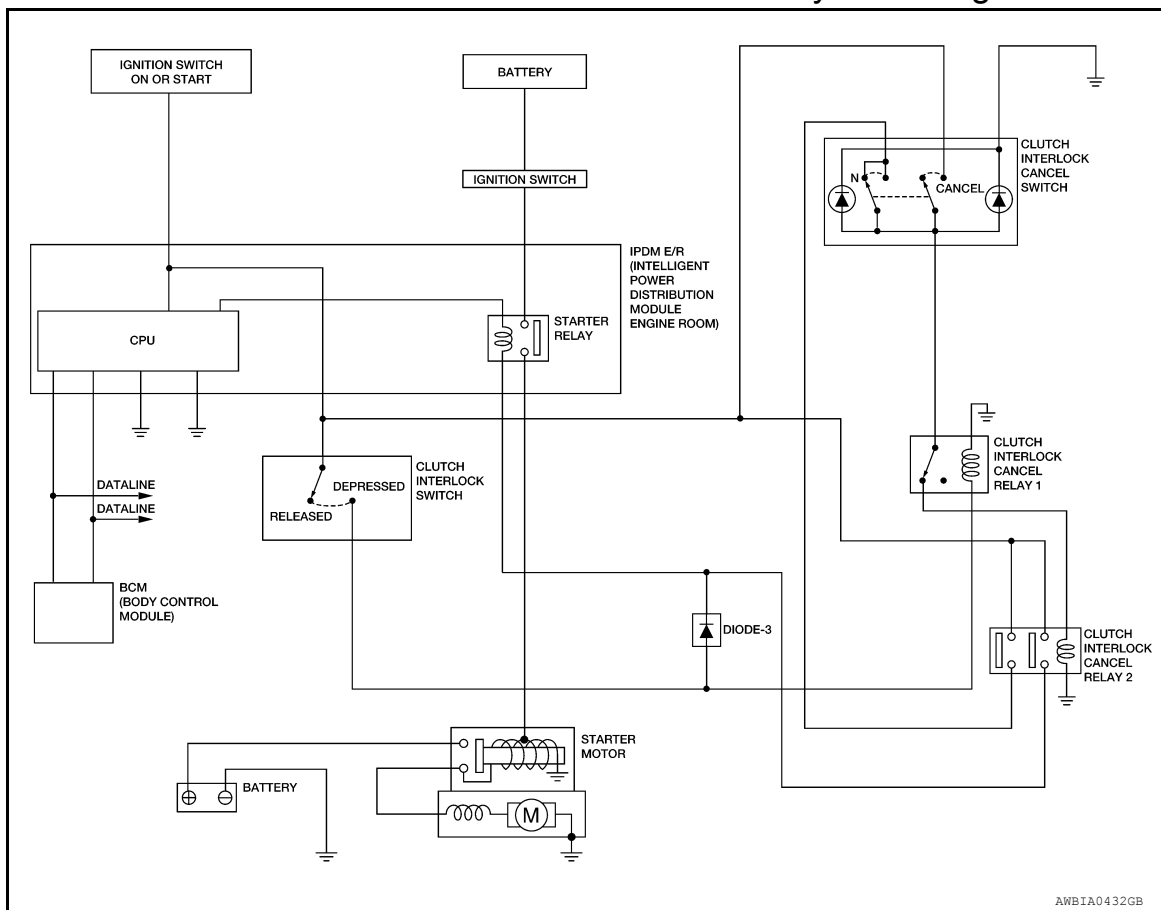 IGNITION SWITCH
ON OR START
BATTERY
IGNITION SWITCH
CLUTCH
INTERLOCK
CANCEL
SWITCH
N
CANCEL
IPDM E/R
(INTELLIGENT
POWER
DISTRIBUTION
MODULE
ENGINE ROOM)
CPU
STARTER
RELAY
CLUTCH
INTERLOCK
SWITCH
DEPRESSED
RELEASED
CLUTCH
INTERLOCK
CANCEL
RELAY 1
DATALINE
DATALINE
BCM
(BODY CONTROL
MODULE)
DIODE-3
CLUTCH
INTERLOCK
CANCEL
RELAY 2
STARTER
MOTOR
BATTERY
M
AWBIA0432GB